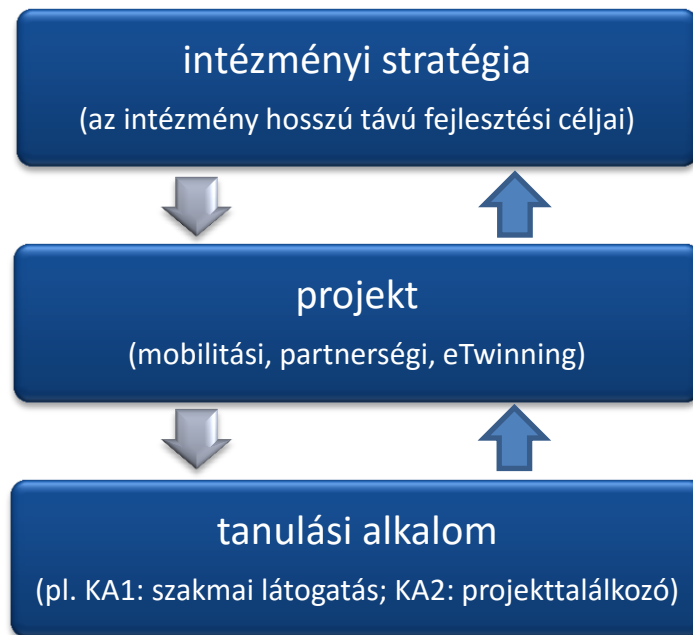 intézményi stratégia
(az intézmény hosszú távú fejlesztési céljai)
projekt
(mobilitási, partnerségi, eTwinning)
tanulási alkalom
(pl. KA1: szakmai látogatás; KA2: projekttalálkozó)